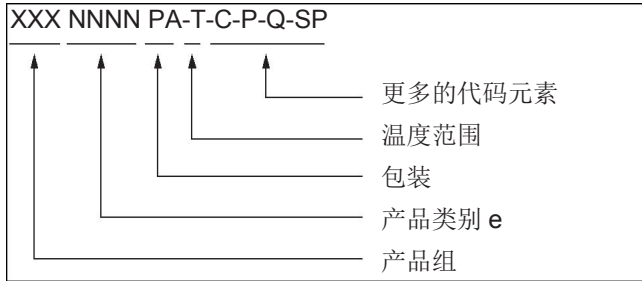 XXX NNNN PA-T-C-P-Q-SP
更多的代码元素
温度范围
包装
产品类别 e
产品组